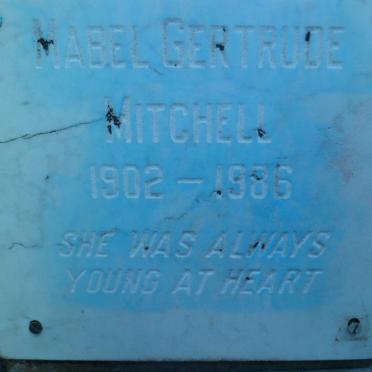 MABEL GERTRUDE
MITCHELL
1902 – 1986
SHE WAS ALWAYS
YOUNG AT HEART